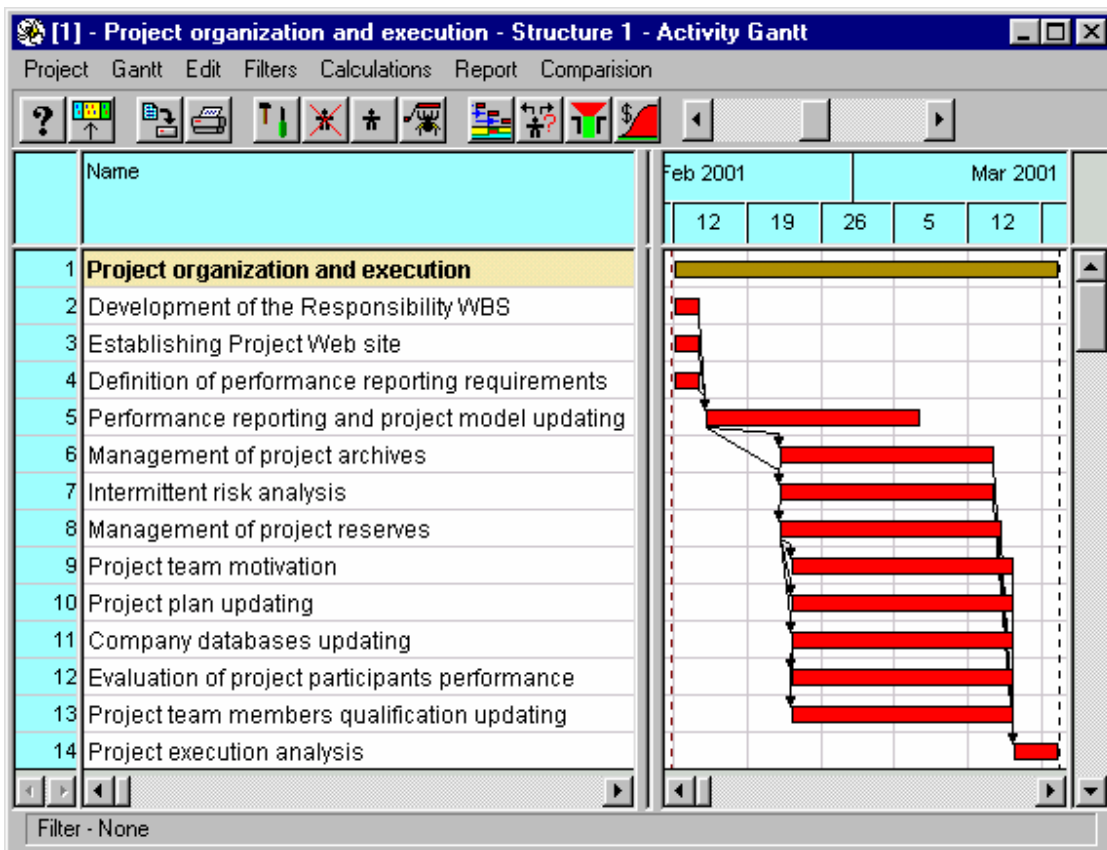 [1] - Project organization and execution - Structure 1 - Activity Gantt
Project Gantt Edit Filters Calculations Report Comparision
Name
Feb 2001 Mar 2001
12 19 26 5 12
1 Project organization and execution
2 Development of the Responsibility WBS
3 Establishing Project Web site
4 Definition of performance reporting requirements
5 Performance reporting and project model updating
6 Management of project archives
7 Intermittent risk analysis
8 Management of project reserves
9 Project team motivation
10 Project plan updating
11 Company databases updating
12 Evaluation of project participants performance
13 Project team members qualification updating
14 Project execution analysis
Filter - None